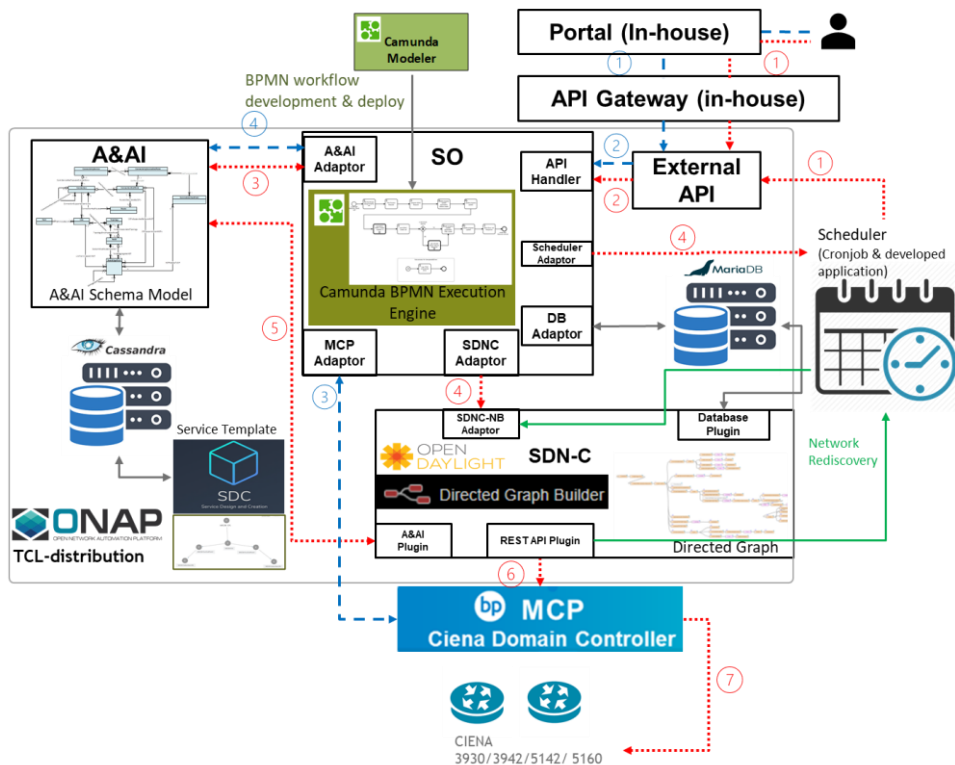 Camunda
Modeler
Portal (In-house)
1
1
BPMN workflow
development & deploy
API Gateway (in-house)
4
A&AI
A&AI
Adaptor
SO
API
Handler
2
External
API
1
3
2
Scheduler
Adaptor
4
Scheduler
(Cronjob & developed
application)
MariaDB
A&AI Schema Model
Camunda BPMN Execution
Engine
5
DB
Adaptor
MCP
Adaptor
SDNC
Adaptor
Cassandra
3
4
Service Template
SDNC-NB
Adaptor
Database
Plugin
Network
Rediscovery
OPEN
DAYLIGHT
SDN-C
SDC
Service Design and Creation
Directed Graph Builder
ONAP
OPEN NETWORK AUTOMATION PLATFORM
TCL-distribution
A&AI
Plugin
REST API Plugin
Directed Graph
6
bp
MCP
Ciena Domain Controller
7
CIENA
3930/3942/5142/ 5160